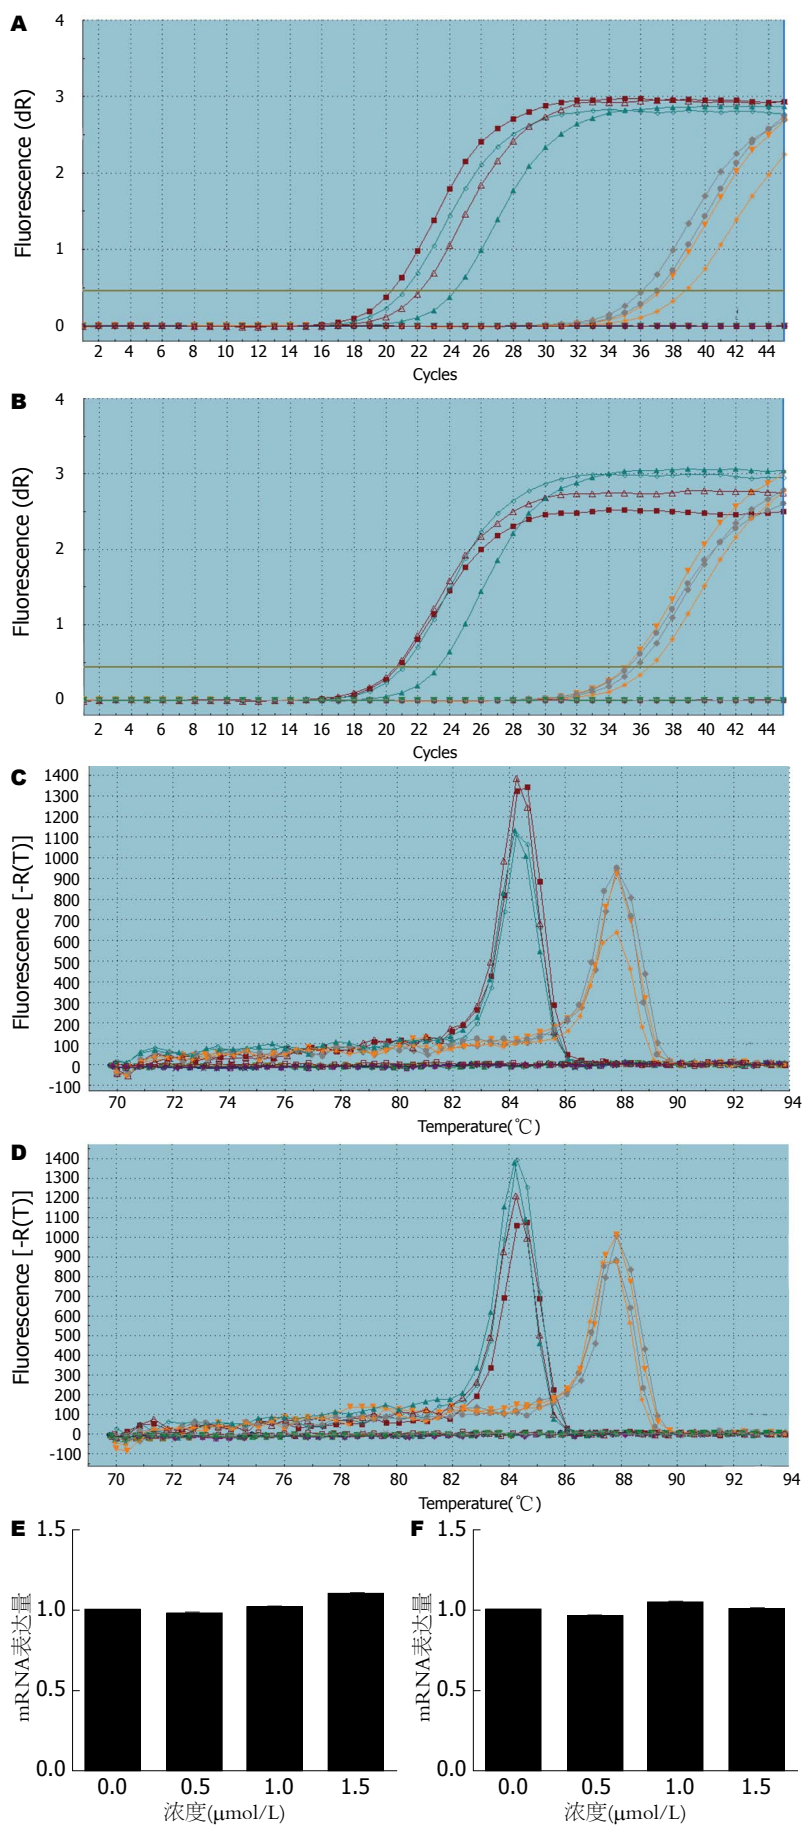 A
4
3
2
1
0
Fluorescence (dR)
2 4 6 8 10 12 14 16 18 20 22 24 26 28 30 32 34 36 38 40 42 44
Cycles
B
4
3
2
1
0
Fluorescence (dR)
2 4 6 8 10 12 14 16 18 20 22 24 26 28 30 32 34 36 38 40 42 44
Cycles
C
1400
1300
1200
1100
1000
900
800
700
600
500
400
300
200
100
0
-100
Fluorescence [-R(T)]
70 72 74 76 78 80 82 84 86 88 90 92 94
Temperature(℃)
D
1400
1300
1200
1100
1000
900
800
700
600
500
400
300
200
100
0
-100
Fluorescence [-R(T)]
70 72 74 76 78 80 82 84 86 88 90 92 94
Temperature(℃)
E
1.5
1.0
0.5
0.0
mRNA表达量
0.0 0.5 1.0 1.5
浓度(μmol/L)
F
1.5
1.0
0.5
0.0
mRNA表达量
0.0 0.5 1.0 1.5
浓度(μmol/L)